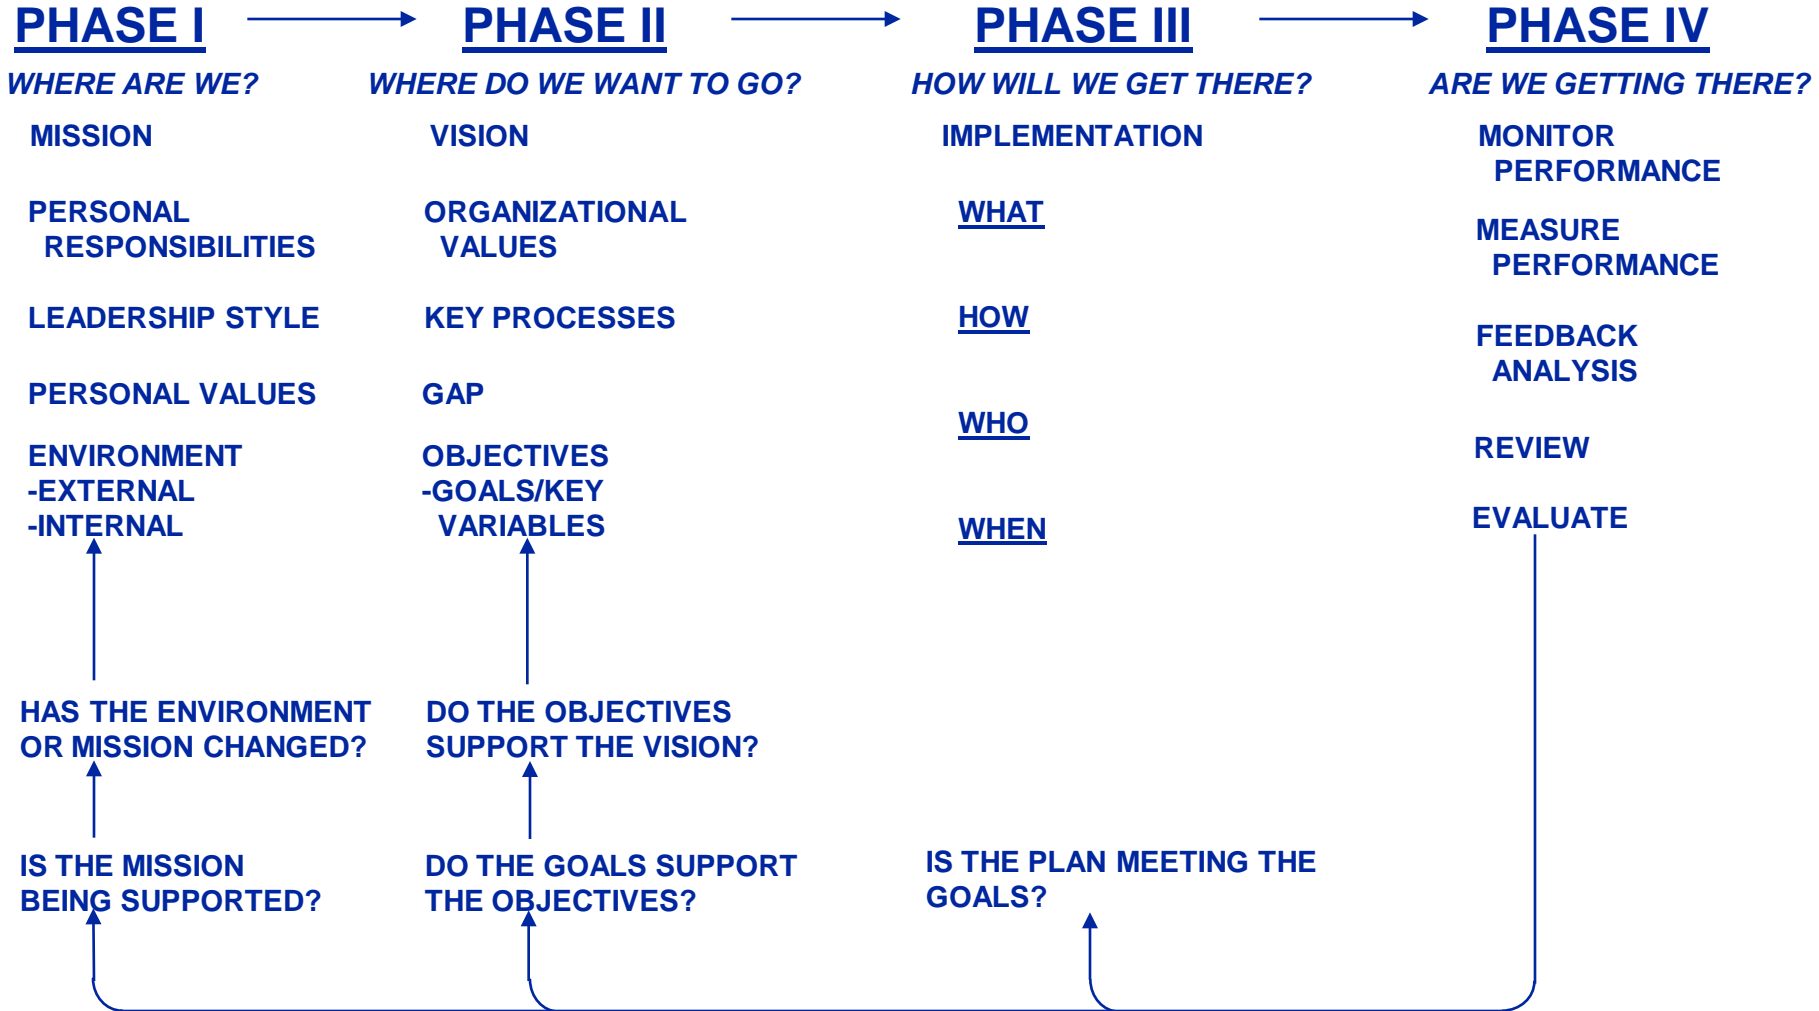 PHASE I
WHERE ARE WE?
MISSION
PERSONAL
RESPONSIBILITIES
LEADERSHIP STYLE
PERSONAL VALUES
ENVIRONMENT
-EXTERNAL
-INTERNAL
HAS THE ENVIRONMENT
OR MISSION CHANGED?
IS THE MISSION
BEING SUPPORTED?
PHASE II
WHERE DO WE WANT TO GO?
VISION
ORGANIZATIONAL
VALUES
KEY PROCESSES
GAP
OBJECTIVES
-GOALS/KEY
VARIABLES
DO THE OBJECTIVES
SUPPORT THE VISION?
DO THE GOALS SUPPORT
THE OBJECTIVES?
PHASE III
HOW WILL WE GET THERE?
IMPLEMENTATION
WHAT
HOW
WHO
WHEN
IS THE PLAN MEETING THE
GOALS?
PHASE IV
ARE WE GETTING THERE?
MONITOR
PERFORMANCE
MEASURE
PERFORMANCE
FEEDBACK
ANALYSIS
REVIEW
EVALUATE